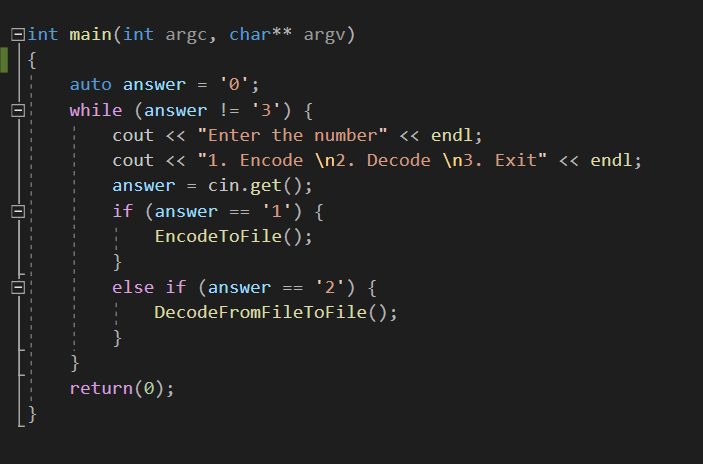 int main(int argc, char** argv)
{
    auto answer = '0';
    while (answer != '3') {
        cout << "Enter the number" << endl;
        cout << "1. Encode \n2. Decode \n3. Exit" << endl;
        answer = cin.get();
        if (answer == '1') {
            EncodeToFile();
        }
        else if (answer == '2') {
            DecodeFromFileToFile();
        }
    }
    return(0);
}